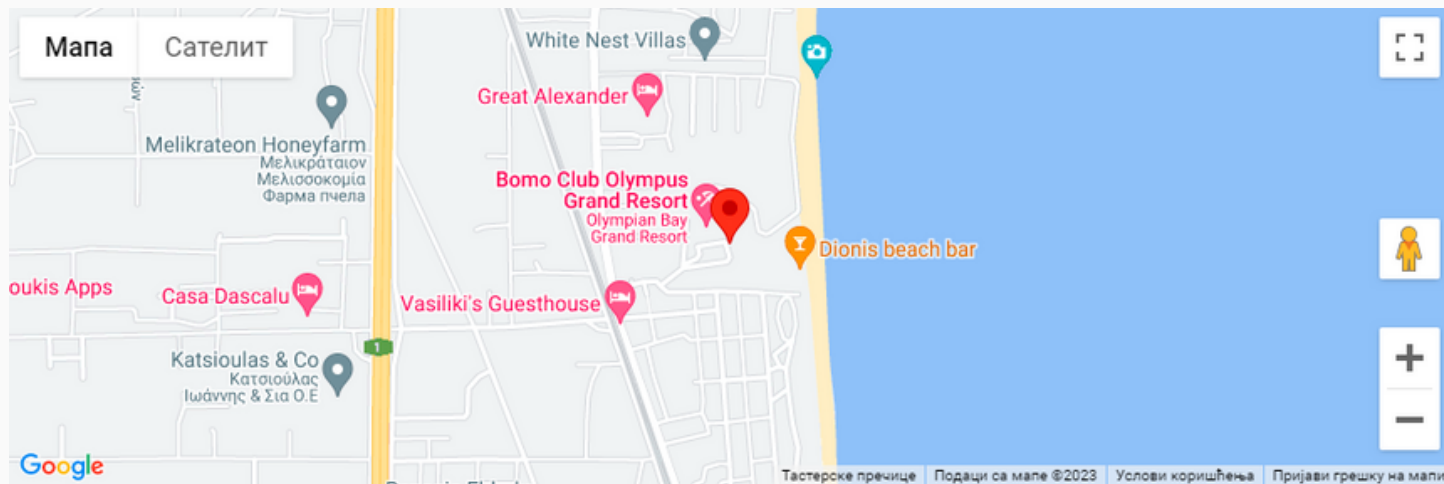 Мапа
Сателит
White Nest Villas
Great Alexander
Melikrateon Honeyfarm
Μελικράταιον
Μελισσοκομία
Фарма пчела
Bomo Club Olympus
Grand Resort
Olympian Bay
Grand Resort
Dionis beach bar
oukis Apps
Casa Dascalu
Vasiliki's Guesthouse
1
Katsioulas & Co
Κατσιούλας
Ιωάννης & Σια Ο.Ε
Google
Тастерске пречице
Подаци са мапе ©2023
Услови коришћења
Пријави грешку на мапи